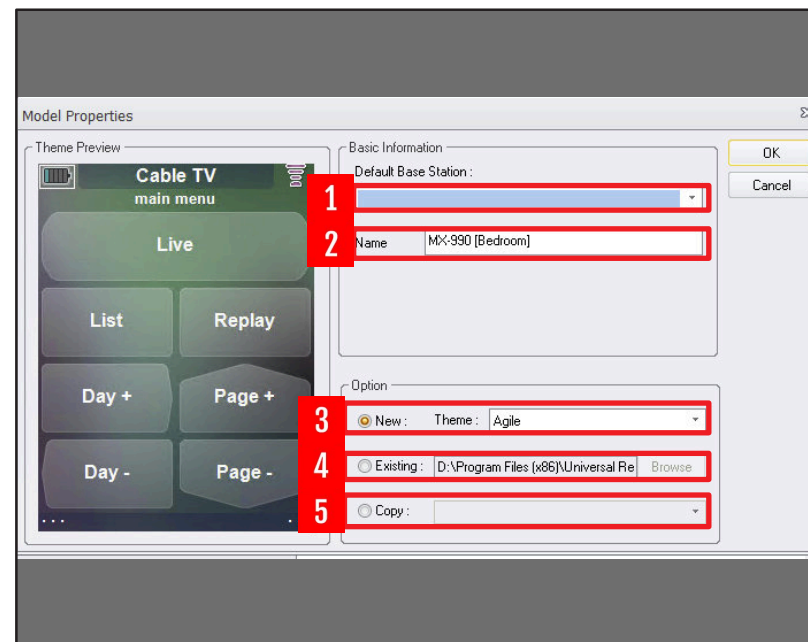 Model Properties
Theme Preview
Cable TV
main menu
Live
List Replay
Day + Page +
Day - Page -
...
Basic Information
Default Base Station :
1
2 Name MX-990 [Bedroom]
Option
3 New : Theme : Agile
4 Existing : D:\Program Files (x86)\Universal Re Browse
5 Copy :
OK
Cancel